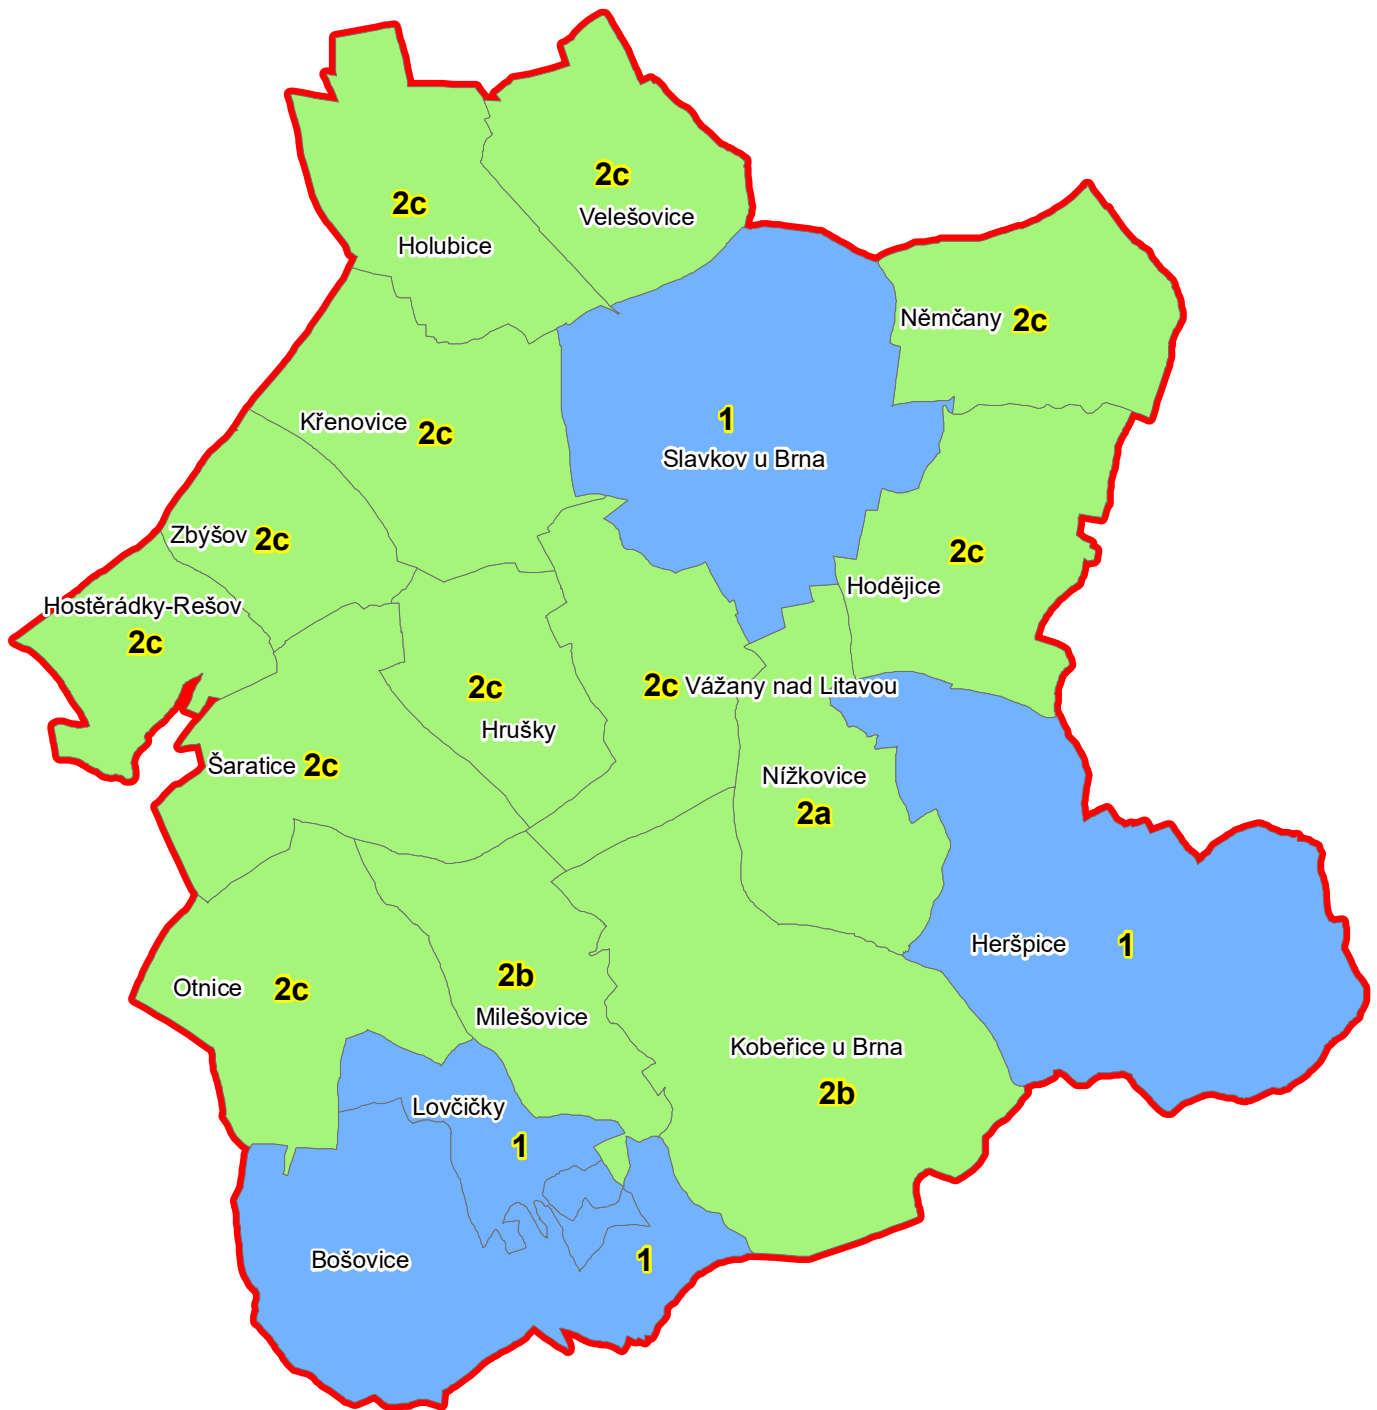 2c
Velešovice
2c
Holubice
Němčany 2c
Křenovice 2c
1
Slavkov u Brna
Zbýšov 2c
2c
Hodějice
Hostěrádky-Rešov
2c
2c Vážany nad Litavou
2c
Hrušky
Šaratice 2c
Nížkovice
2a
Heršpice 1
Otnice 2c
2b
Milešovice
Kobeřice u Brna
2b
Lovčičky
1
Bošovice 1